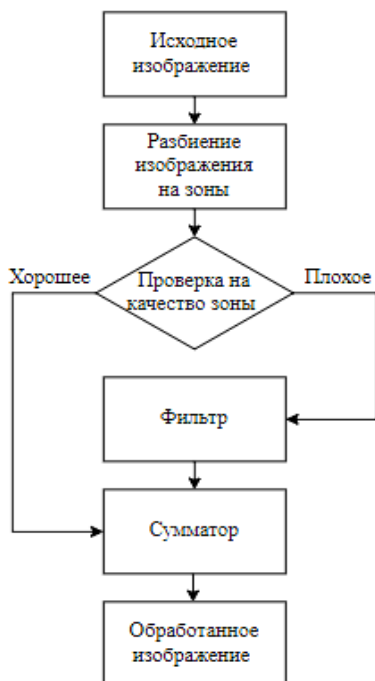 Исходное
изображение
Разбиение
изображения
на зоны
Хорошее
Проверка на
качество зоны
Плохое
Фильтр
Сумматор
Обработанное
изображение